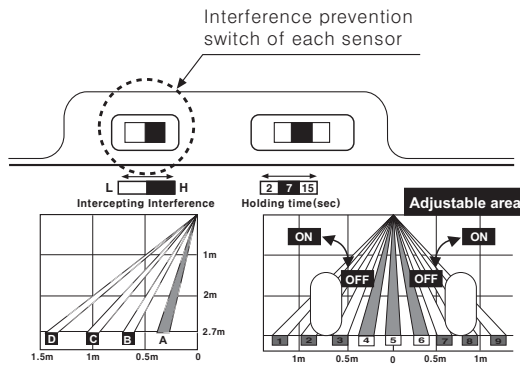 Interference prevention
switch of each sensor
L H
Intercepting Interference
2 7 15
Holding time(sec)
Adjustable area
ON ON
OFF OFF
1m
2m
2.7m
D C B A
1.5m 1m 0.5m 0
1 2 3 4 5 6 7 8 9
1m 0.5m 0 0.5m 1m